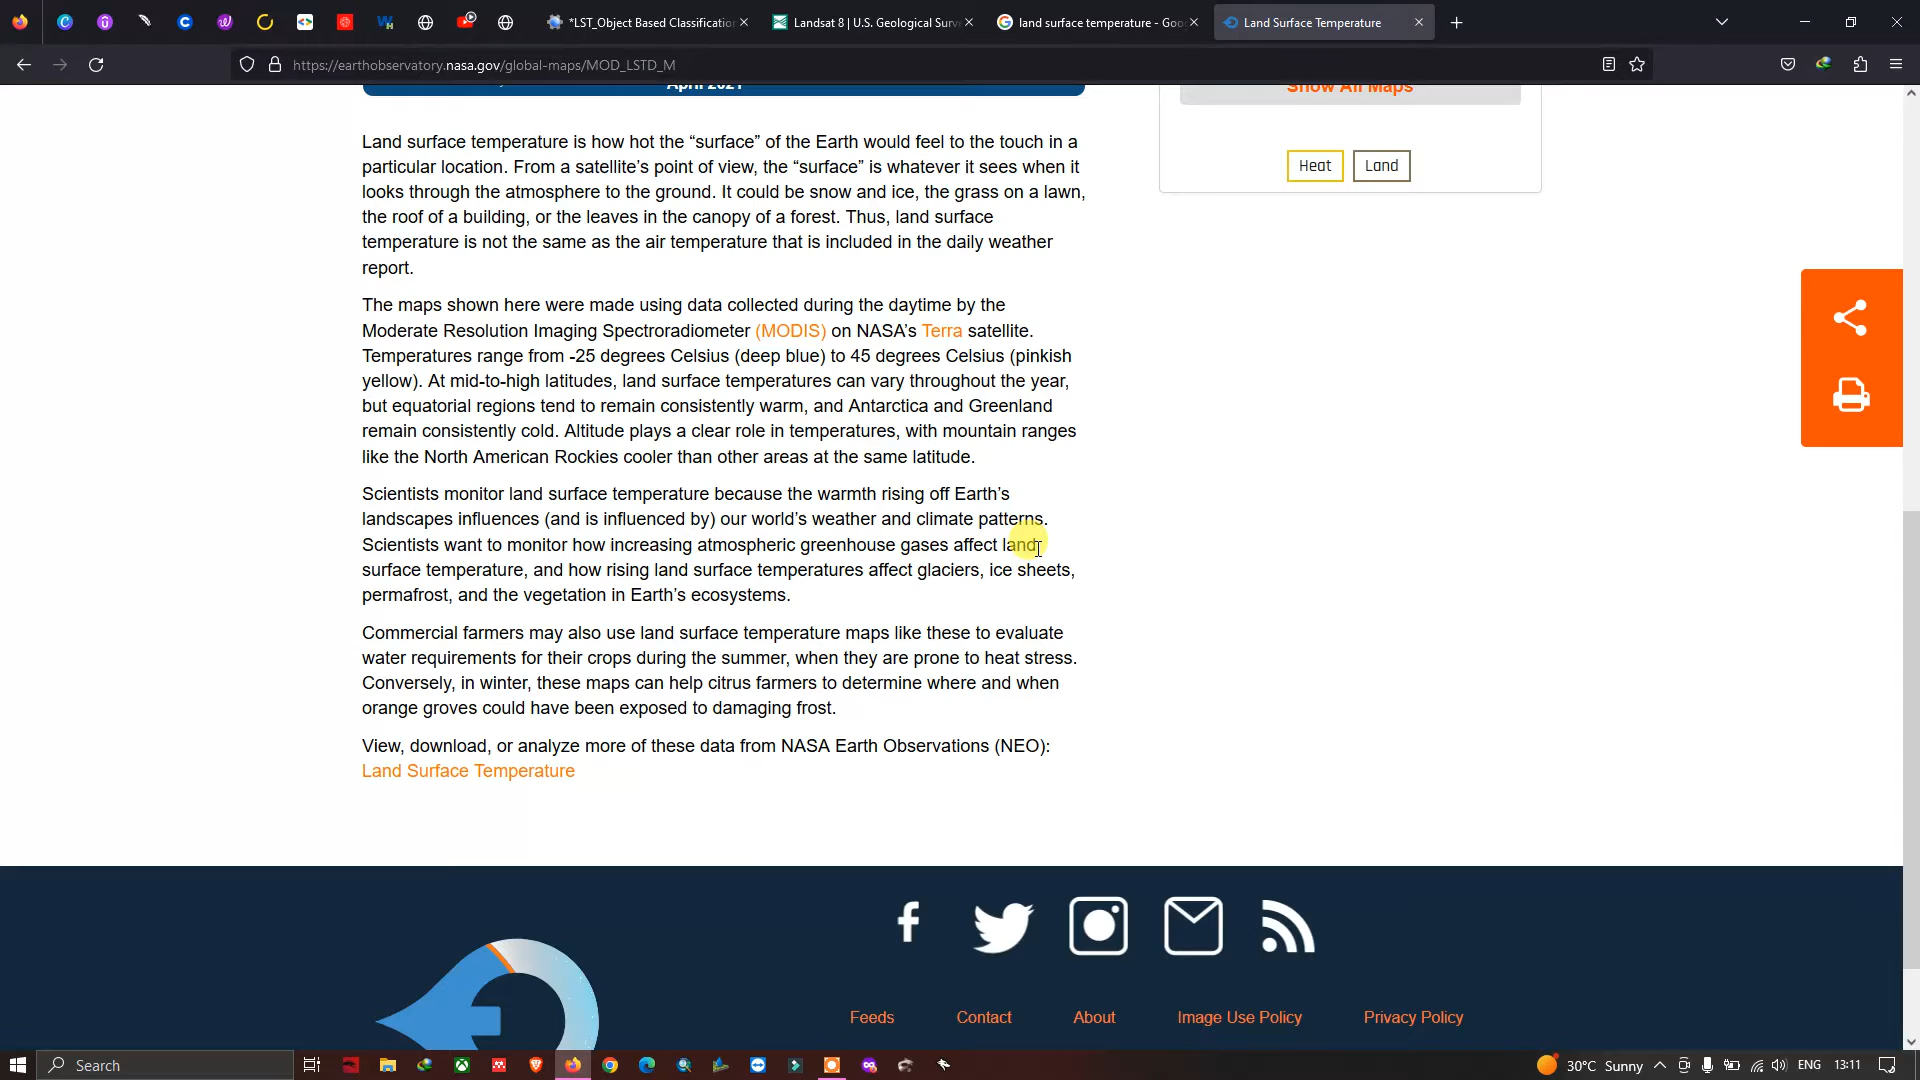 *LST_Object Based Classification
Landsat 8 | U.S. Geological Surve
land surface temperature - Goo
Land Surface Temperature
https://earthobservatory.nasa.gov/global-maps/MOD_LSTD_M
April 2021
Show All Maps
Heat
Land
Land surface temperature is how hot the “surface” of the Earth would feel to the touch in a
particular location. From a satellite’s point of view, the “surface” is whatever it sees when it
looks through the atmosphere to the ground. It could be snow and ice, the grass on a lawn,
the roof of a building, or the leaves in the canopy of a forest. Thus, land surface
temperature is not the same as the air temperature that is included in the daily weather
report.
The maps shown here were made using data collected during the daytime by the
Moderate Resolution Imaging Spectroradiometer (MODIS) on NASA’s Terra satellite.
Temperatures range from -25 degrees Celsius (deep blue) to 45 degrees Celsius (pinkish
yellow). At mid-to-high latitudes, land surface temperatures can vary throughout the year,
but equatorial regions tend to remain consistently warm, and Antarctica and Greenland
remain consistently cold. Altitude plays a clear role in temperatures, with mountain ranges
like the North American Rockies cooler than other areas at the same latitude.
Scientists monitor land surface temperature because the warmth rising off Earth’s
landscapes influences (and is influenced by) our world’s weather and climate patterns.
Scientists want to monitor how increasing atmospheric greenhouse gases affect land
surface temperature, and how rising land surface temperatures affect glaciers, ice sheets,
permafrost, and the vegetation in Earth’s ecosystems.
Commercial farmers may also use land surface temperature maps like these to evaluate
water requirements for their crops during the summer, when they are prone to heat stress.
Conversely, in winter, these maps can help citrus farmers to determine where and when
orange groves could have been exposed to damaging frost.
View, download, or analyze more of these data from NASA Earth Observations (NEO):
Land Surface Temperature
Feeds
Contact
About
Image Use Policy
Privacy Policy
Search
30°C Sunny
ENG
13:11